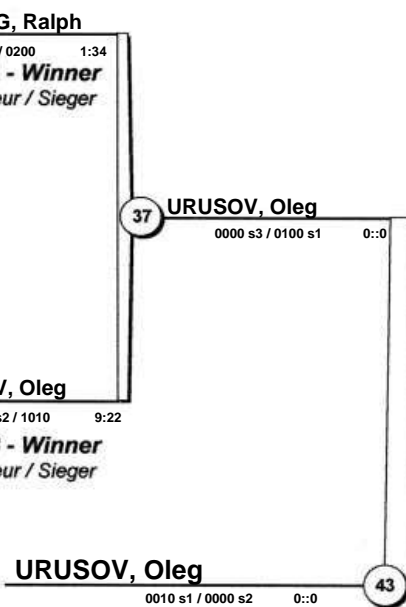 G, Ralph
/ 0200 1:34
- Winner
eur / Sieger
37
URUSOV, Oleg
0000 s3 / 0100 s1 0::0
V, Oleg
s2 / 1010 9:22
- Winner
eur / Sieger
URUSOV, Oleg
0010 s1 / 0000 s2 0::0
43